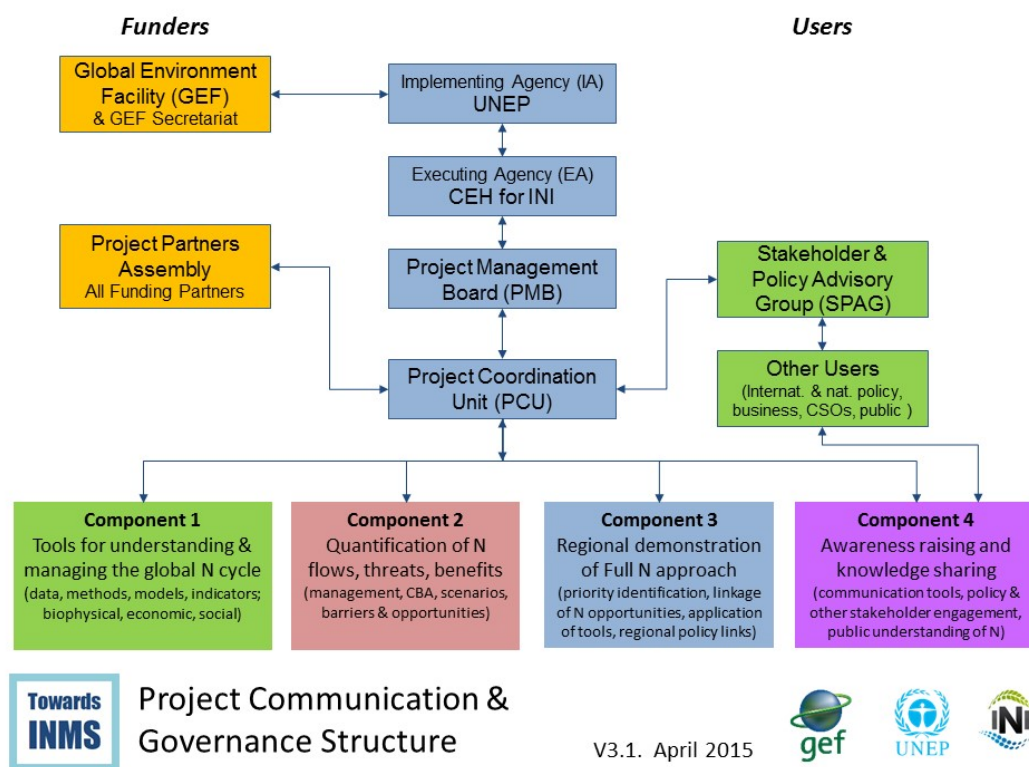 Funders
Users
Global Environment
Facility (GEF)
& GEF Secretariat
Implementing Agency (IA)
UNEP
Executing Agency (EA)
CEH for INI
Project Partners
Assembly
All Funding Partners
Project Management
Board (PMB)
Stakeholder &
Policy Advisory
Group (SPAG)
Project Coordination
Unit (PCU)
Other Users
(Internat. & nat. policy,
business, CSOs, public )
Component 1
Tools for understanding &
managing the global N cycle
(data, methods, models, indicators;
biophysical, economic, social)
Component 2
Quantification of N
flows, threats, benefits
(management, CBA, scenarios,
barriers & opportunities)
Component 3
Regional demonstration
of Full N approach
(priority identification, linkage
of N opportunities, application
of tools, regional policy links)
Component 4
Awareness raising and
knowledge sharing
(communication tools, policy &
other stakeholder engagement,
public understanding of N)
Towards
INMS
Project Communication &
Governance Structure
V3.1. April 2015
gef
UNEP
iNi